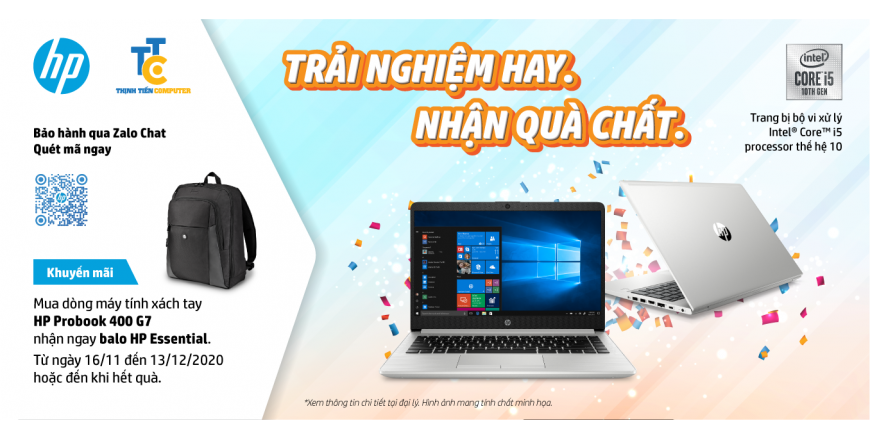 hp
TTC
THỊNH TIẾN COMPUTER
Bảo hành qua Zalo Chat
Quét mã ngay
Khuyến mãi
Mua dòng máy tính xách tay
HP Probook 400 G7
nhận ngay balo HP Essential.
Từ ngày 16/11 đến 13/12/2020
hoặc đến khi hết quà.
TRẢI NGHIỆM HAY.
NHẬN QUÀ CHẤT.
intel
CORE i5
10TH GEN
Trang bị bộ vi xử lý
Intel® Core™ i5
processor thế hệ 10
hp
hp
*Xem thông tin chi tiết tại đại lý. Hình ảnh mang tính chất minh họa.